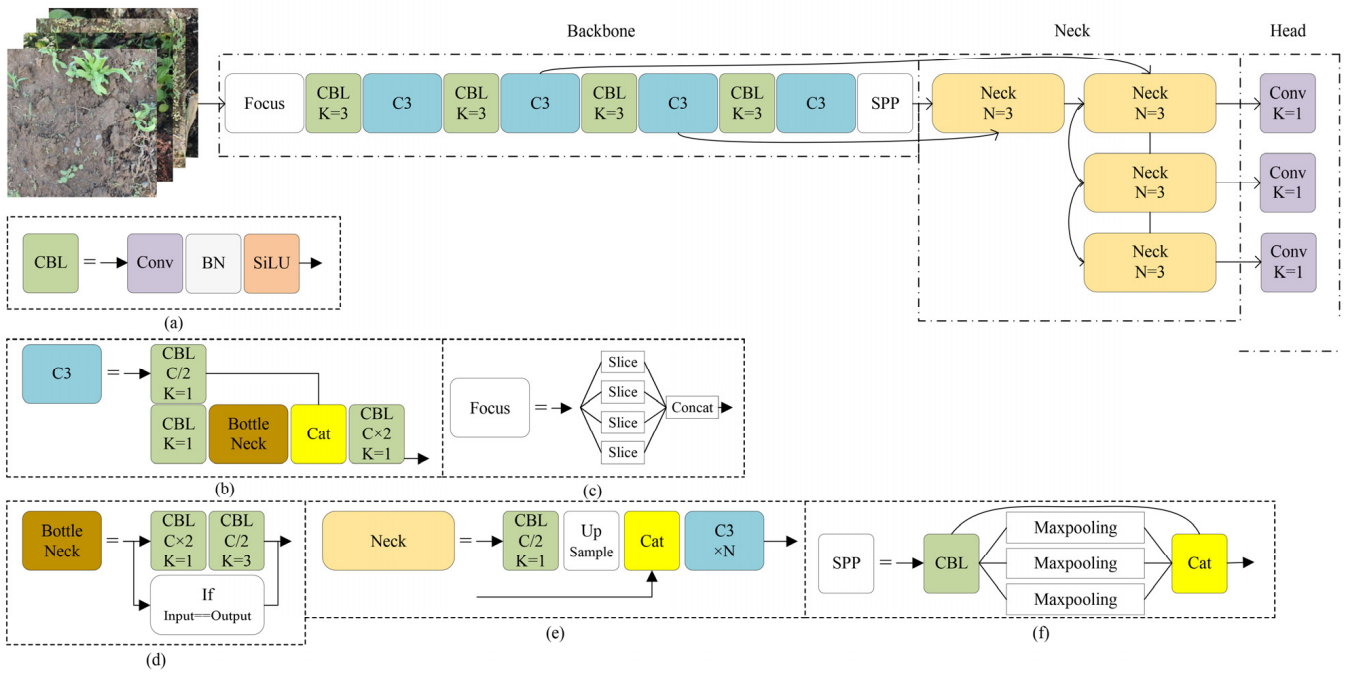 Backbone
Neck
Head
Focus
CBL
K=3
C3
CBL
K=3
C3
CBL
K=3
C3
CBL
K=3
C3
SPP
Neck
N=3
Neck
N=3
Conv
K=1
Neck
N=3
Conv
K=1
Neck
N=3
Conv
K=1
CBL
=
Conv
BN
SiLU
(a)
C3
=
CBL
C/2
K=1
CBL
K=1
Bottle
Neck
Cat
CBL
C×2
K=1
(b)
Focus
=
Slice
Slice
Slice
Slice
Concat
(c)
Bottle
Neck
=
CBL
C×2
K=1
CBL
C/2
K=3
If
Input==Output
(d)
Neck
=
CBL
C/2
K=1
Up
Sample
Cat
C3
×N
(e)
SPP
=
CBL
Maxpooling
Maxpooling
Maxpooling
Cat
(f)